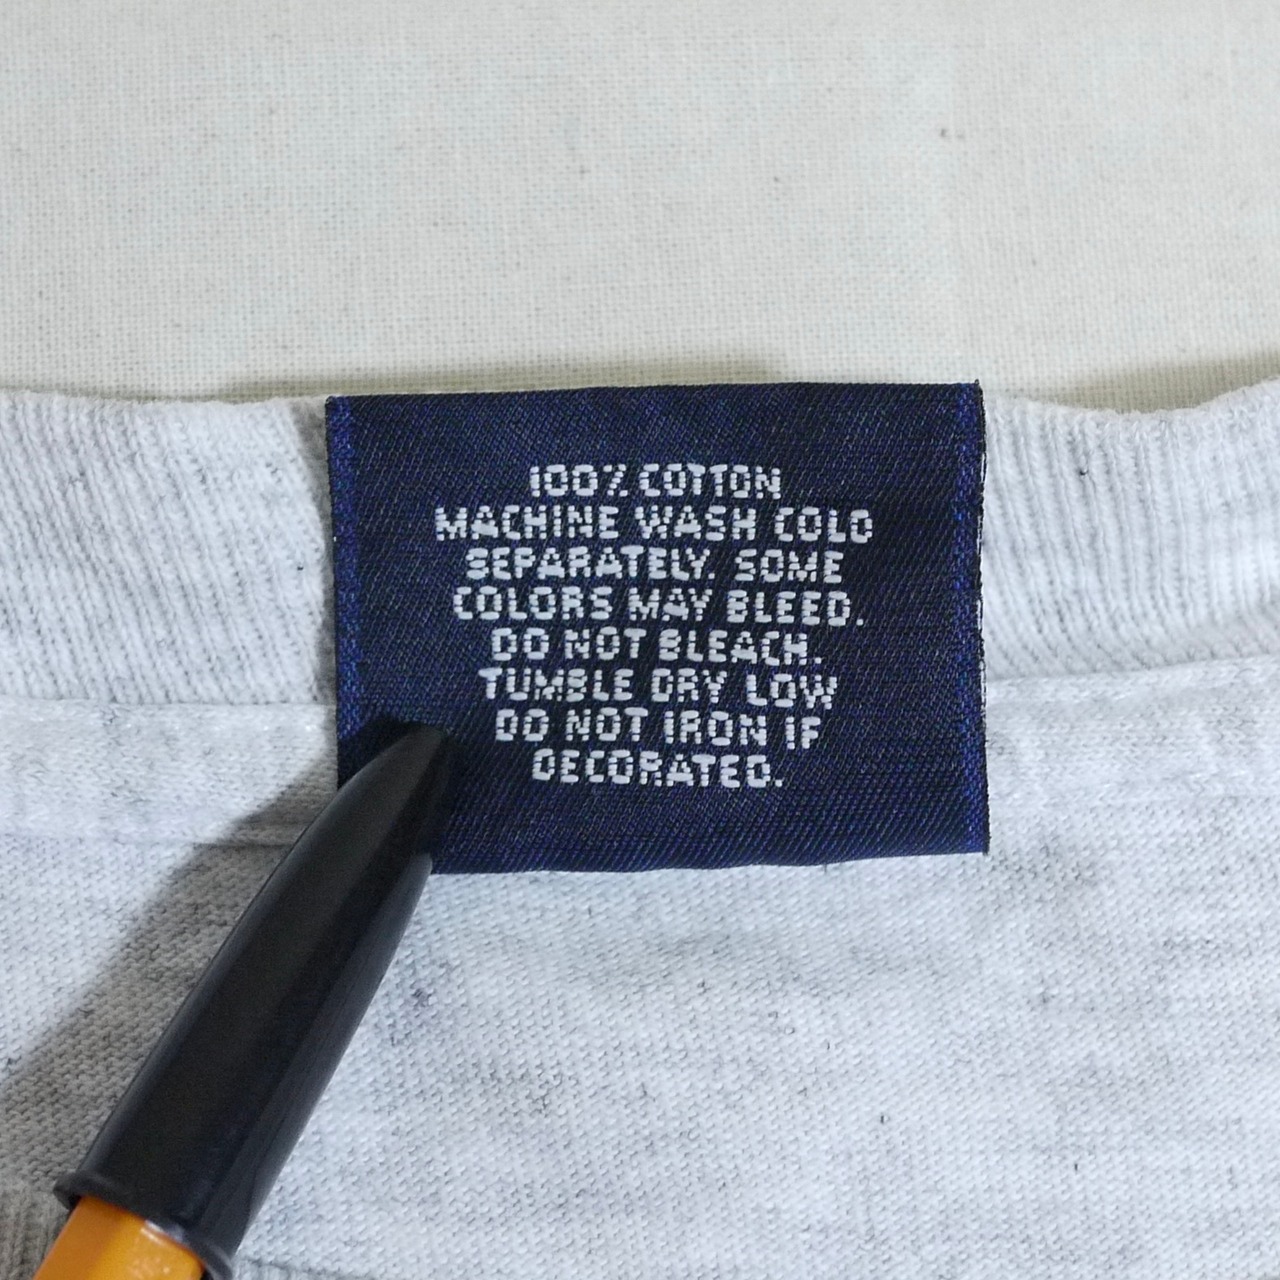 100% COTTON
MACHINE WASH COLD
SEPARATELY. SOME
COLORS MAY BLEED.
DO NOT BLEACH.
TUMBLE DRY LOW
DO NOT IRON IF
DECORATED.